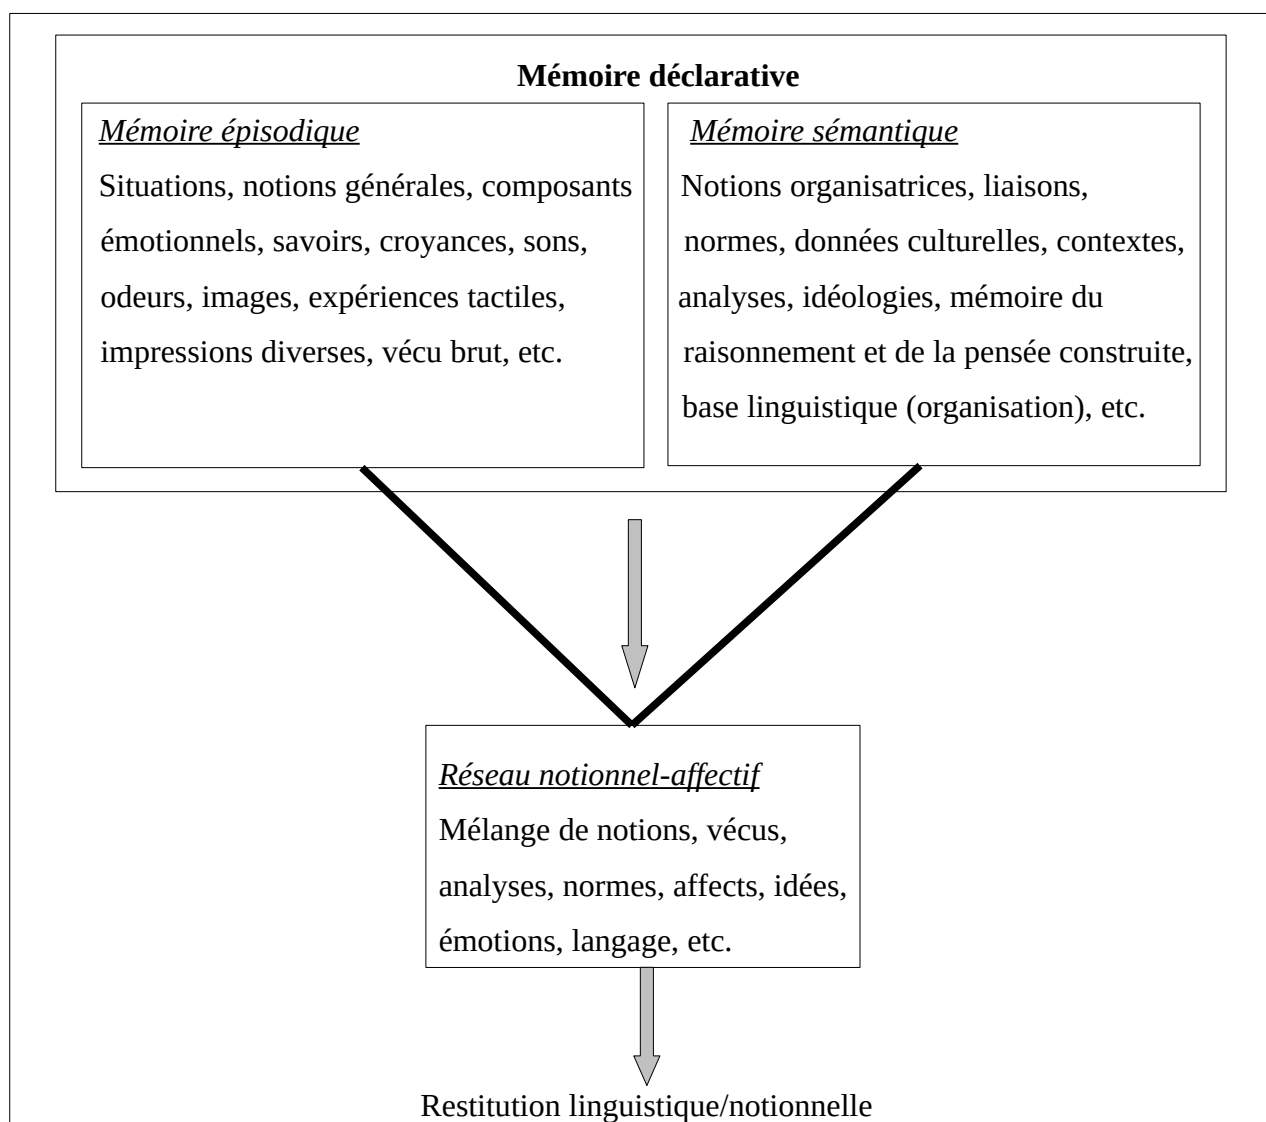 Mémoire déclarative
Mémoire épisodique
Situations, notions générales, composants
émotionnels, savoirs, croyances, sons,
odeurs, images, expériences tactiles,
impressions diverses, vécu brut, etc.
Mémoire sémantique
Notions organisatrices, liaisons,
normes, données culturelles, contextes,
analyses, idéologies, mémoire du
raisonnement et de la pensée construite,
base linguistique (organisation), etc.
Réseau notionnel-affectif
Mélange de notions, vécus,
analyses, normes, affects, idées,
émotions, langage, etc.
Restitution linguistique/notionnelle